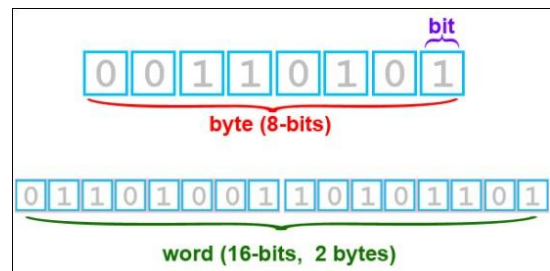 bit
0 0 1 1 0 1 0 1
byte (8-bits)
0 1 1 0 1 0 0 1 1 0 1 0 1 1 0 1
word (16-bits, 2 bytes)